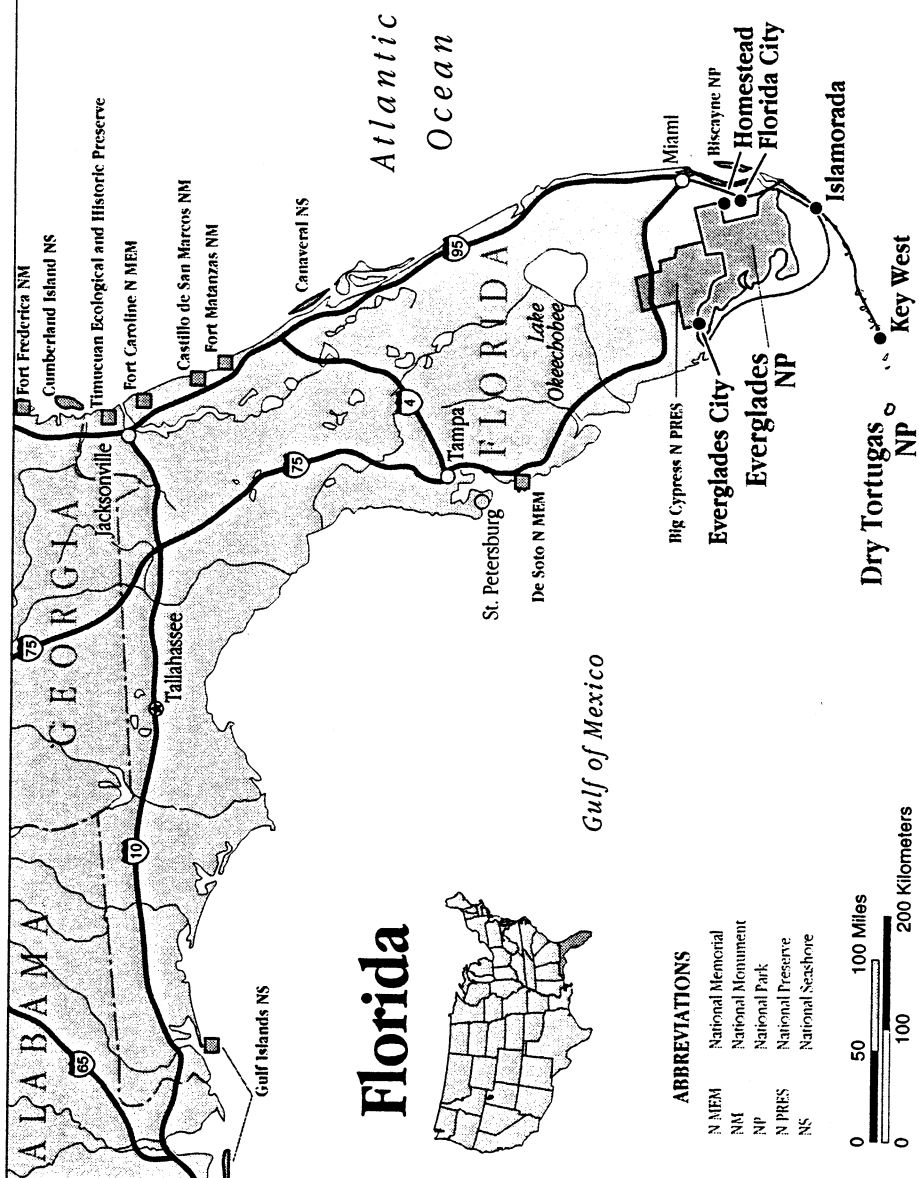 Florida
ABBREVIATIONS
N MEM National Memorial
NM National Monument
NP National Park
N PRES National Preserve
NS National Seashore
0 50 100 Miles
0 100 200 Kilometers
ALABAMA
GEORGIA
FLORIDA
65
10
75
75
4
95
Gulf Islands NS
Tallahassee
Jacksonville
Fort Frederica NM
Cumberland Island NS
Timucuan Ecological and Historic Preserve
Fort Caroline N MEM
Castillo de San Marcos NM
Fort Matanzas NM
Canaveral NS
Atlantic
Ocean
Gulf of Mexico
St. Petersburg
Tampa
De Soto N MEM
Lake
Okeechobee
Miami
Biscayne NP
Homestead
Florida City
Big Cypress N PRES
Everglades City
Everglades
NP
Islamorada
Key West
Dry Tortugas
NP